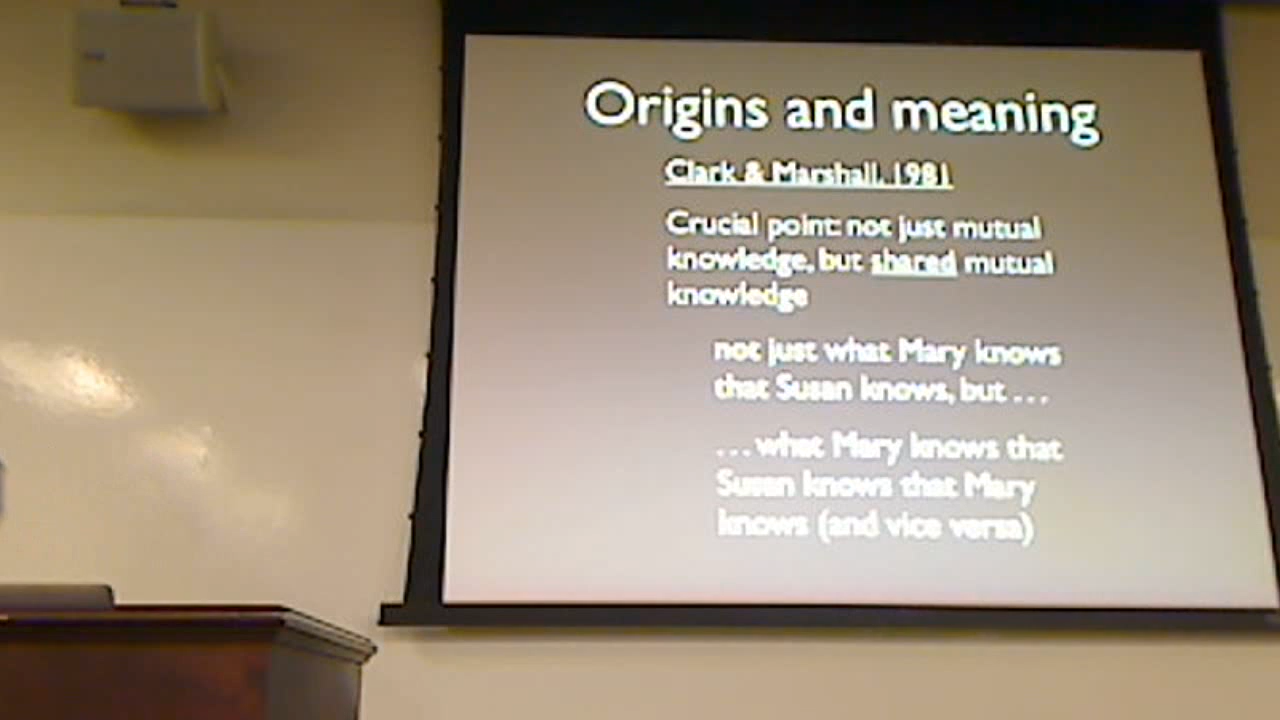 Origins and meaning
Clark & Marshall, 1981
Crucial point: not just mutual
knowledge, but shared mutual
knowledge
not just what Mary knows
that Susan knows, but ...
... what Mary knows that
Susan knows that Mary
knows (and vice versa)